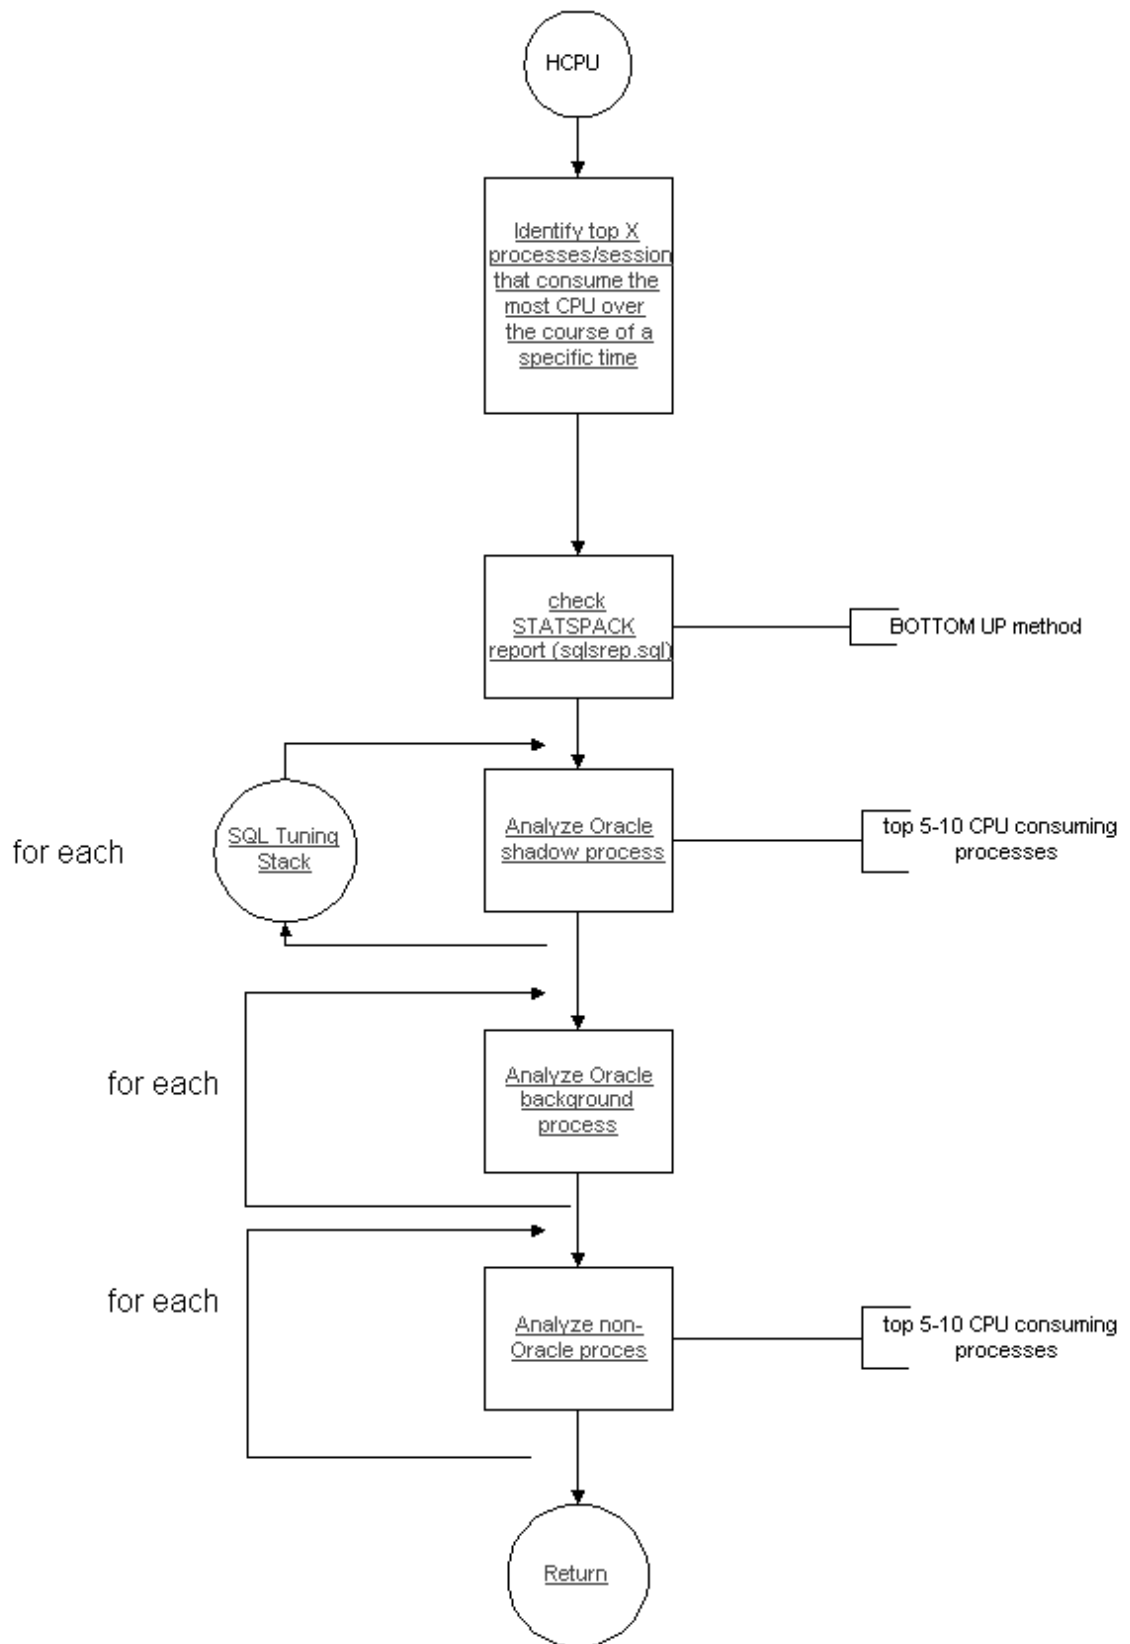 HCPU
Identify top X
processes/session
that consume the
most CPU over
the course of a
specific time
check
STATSPACK
report (sqlsrep.sql)
BOTTOM UP method
for each
SQL Tuning
Stack
Analyze Oracle
shadow process
top 5-10 CPU consuming
processes
for each
Analyze Oracle
background
process
for each
Analyze non-
Oracle proces
top 5-10 CPU consuming
processes
Return